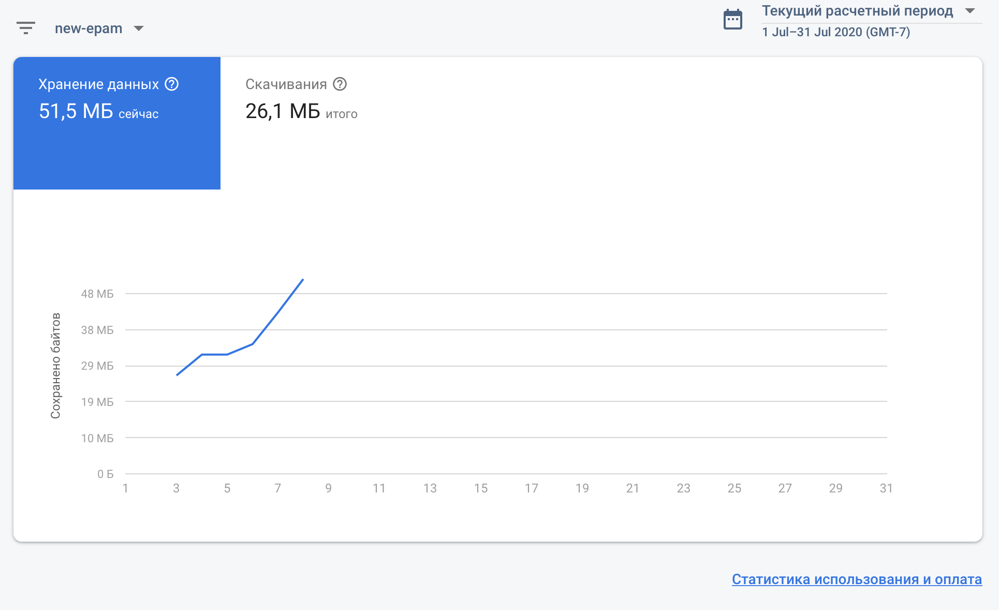 new-epam
Текущий расчетный период
1 Jul–31 Jul 2020 (GMT-7)
Хранение данных
51,5 МБ сейчас
Скачивания
26,1 МБ итого
Сохранено байтов
48 МБ
38 МБ
29 МБ
19 МБ
10 МБ
0 Б
1 3 5 7 9 11 13 15 17 19 21 23 25 27 29 31
Статистика использования и оплата